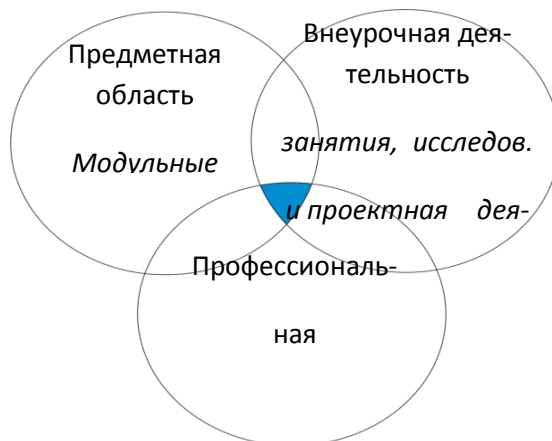 Предметная
область
Модульные
Внеурочная дея-
тельность
занятия, исследов.
и проектная дея-
Профессиональ-
ная